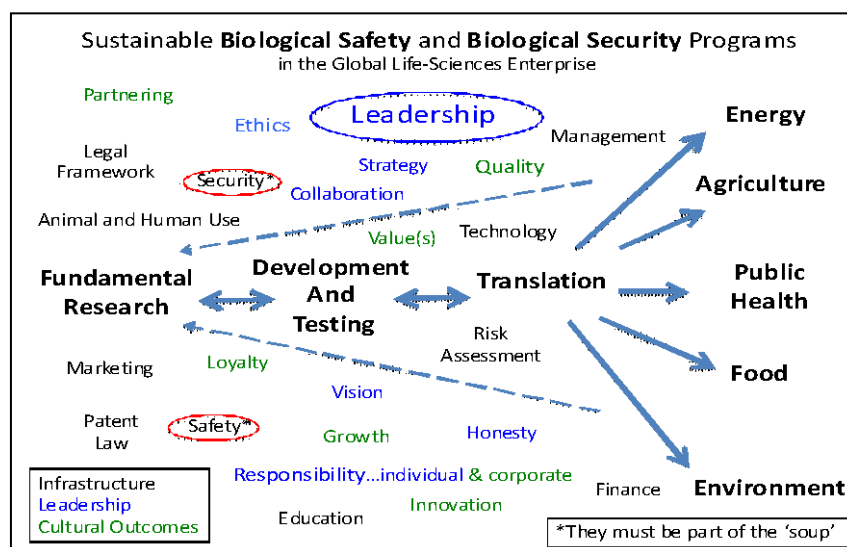 Sustainable Biological Safety and Biological Security Programs
in the Global Life-Sciences Enterprise
Partnering
Ethics
Leadership
Management
Energy
Legal
Framework
Security*
Strategy
Quality
Collaboration
Agriculture
Animal and Human Use
Value(s)
Technology
Fundamental
Research
Development
And
Testing
Translation
Public
Health
Risk
Assessment
Marketing
Loyalty
Vision
Food
Patent
Law
Safety*
Growth
Honesty
Responsibility...individual & corporate
Innovation
Finance
Environment
Education
Infrastructure
Leadership
Cultural Outcomes
*They must be part of the ‘soup’